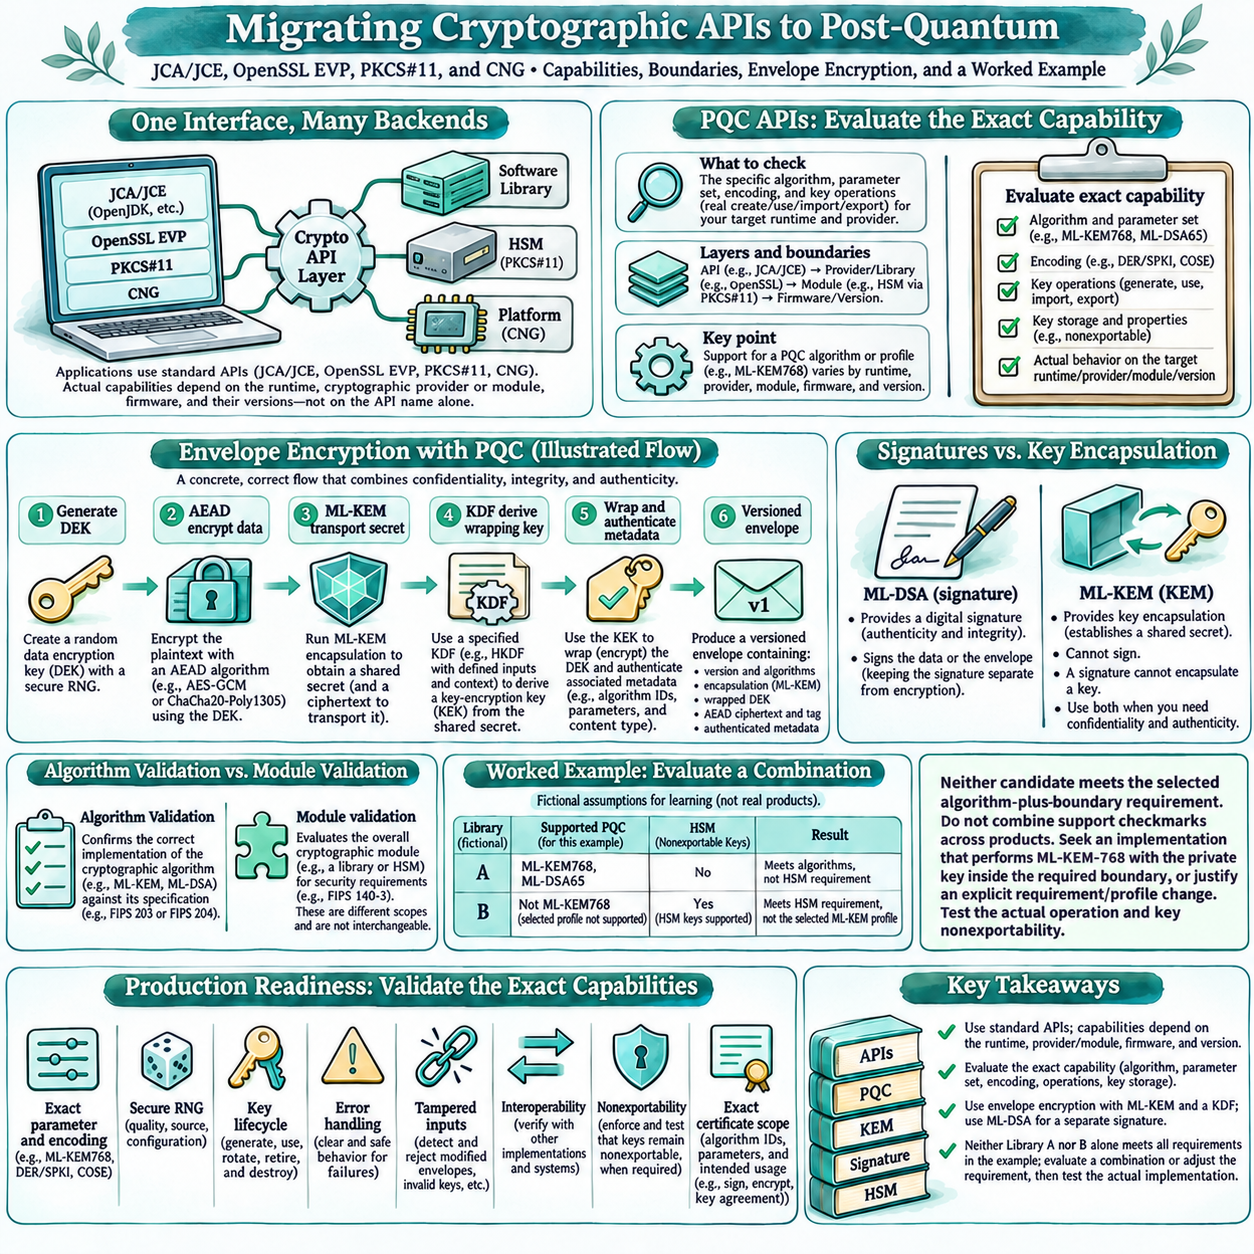 Migrating Cryptographic APIs to Post-Quantum
JCA/JCE, OpenSSL EVP, PKCS#11, and CNG • Capabilities, Boundaries, Envelope Encryption, and a Worked Example
One Interface, Many Backends
JCA/JCE
(OpenJDK, etc.)
OpenSSL EVP
PKCS#11
CNG
Crypto
API
Layer
Software
Library
HSM
(PKCS#11)
Platform
(CNG)
Applications use standard APIs (JCA/JCE, OpenSSL EVP, PKCS#11, CNG).
Actual capabilities depend on the runtime, cryptographic provider or module,
firmware, and their versions—not on the API name alone.
PQC APIs: Evaluate the Exact Capability
What to check
The specific algorithm, parameter
set, encoding, and key operations
(real create/use/import/export) for
your target runtime and provider.
Layers and boundaries
API (e.g., JCA/JCE) → Provider/Library
(e.g., OpenSSL) → Module (e.g., HSM via
PKCS#11) → Firmware/Version.
Key point
Support for a PQC algorithm or profile
(e.g., ML-KEM768) varies by runtime,
provider, module, firmware, and version.
Evaluate exact capability
Algorithm and parameter set
(e.g., ML-KEM768, ML-DSA65)
Encoding (e.g., DER/SPKI, COSE)
Key operations (generate, use,
import, export)
Key storage and properties
(e.g., nonexportable)
Actual behavior on the target
runtime/provider/module/version
Envelope Encryption with PQC (Illustrated Flow)
A concrete, correct flow that combines confidentiality, integrity, and authenticity.
1 Generate
DEK
Create a random
data encryption
key (DEK) with a
secure RNG.
2 AEAD
encrypt data
Encrypt the
plaintext with
an AEAD algorithm
(e.g., AES-GCM
or ChaCha20-Poly1305)
using the DEK.
3 ML-KEM
transport secret
Run ML-KEM
encapsulation to
obtain a shared
secret (and a
ciphertext to
transport it).
4 KDF derive
wrapping key
KDF
Use a specified
KDF (e.g., HKDF
with defined inputs
and context) to derive
a key-encryption key
(KEK) from the
shared secret.
5 Wrap and
authenticate
metadata
Use the KEK to
wrap (encrypt) the
DEK and authenticate
associated metadata
(e.g., algorithm IDs,
parameters, and
content type).
6 Versioned
envelope
v1
Produce a versioned
envelope containing:
• version and algorithms
• encapsulation (ML-KEM)
• wrapped DEK
• AEAD ciphertext and tag
• authenticated metadata
Signatures vs. Key Encapsulation
ML-DSA (signature)
• Provides a digital signature
(authenticity and integrity).
• Signs the data or the envelope
(keeping the signature separate
from encryption).
ML-KEM (KEM)
• Provides key encapsulation
(establishes a shared secret).
• Cannot sign.
• A signature cannot encapsulate
a key.
• Use both when you need
confidentiality and authenticity.
Algorithm Validation vs. Module Validation
Algorithm Validation
Confirms the correct
implementation of the
cryptographic algorithm
(e.g., ML-KEM, ML-DSA)
against its specification
(e.g., FIPS 203 or FIPS 204).
Module validation
Evaluates the overall
cryptographic module
(e.g., a library or HSM)
for security requirements
(e.g., FIPS 140-3).
These are different scopes
and are not interchangeable.
Worked Example: Evaluate a Combination
Fictional assumptions for learning (not real products).
Library
(fictional)
Supported PQC
(for this example)
HSM
(Nonexportable Keys)
Result
A
ML-KEM768,
ML-DSA65
No
Meets algorithms,
not HSM requirement
B
Not ML-KEM768
(selected profile not supported)
Yes
(HSM keys supported)
Meets HSM requirement,
not the selected ML-KEM profile
Neither candidate meets the selected
algorithm-plus-boundary requirement.
Do not combine support checkmarks
across products. Seek an implementation
that performs ML-KEM-768 with the private
key inside the required boundary, or justify
an explicit requirement/profile change.
Test the actual operation and key
nonexportability.
Production Readiness: Validate the Exact Capabilities
Exact
parameter
and encoding
(e.g., ML-KEM768,
DER/SPKI, COSE)
Secure RNG
(quality, source,
configuration)
Key
lifecycle
(generate, use,
rotate, retire,
and destroy)
Error
handling
(clear and safe
behavior for
failures)
Tampered
inputs
(detect and
reject modified
envelopes,
invalid keys, etc.)
Interoperability
(verify with
other
implementations
and systems)
Nonexportability
(enforce and test
that keys remain
nonexportable,
when required)
Exact
certificate scope
(algorithm IDs,
parameters, and
intended usage
(e.g., sign, encrypt,
key agreement))
Key Takeaways
APIs
PQC
KEM
Signature
HSM
Use standard APIs; capabilities depend on
the runtime, provider/module, firmware, and version.
Evaluate the exact capability (algorithm, parameter
set, encoding, operations, key storage).
Use envelope encryption with ML-KEM and a KDF;
use ML-DSA for a separate signature.
Neither Library A nor B alone meets all requirements
in the example; evaluate a combination or adjust the
requirement, then test the actual implementation.